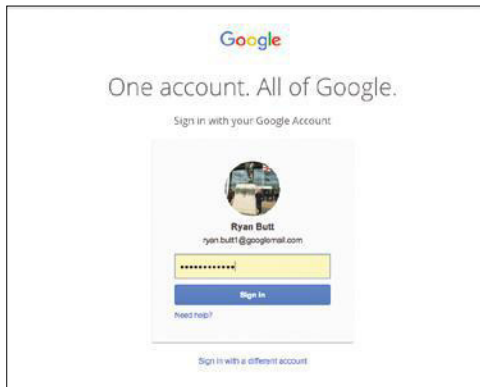 Google
One account. All of Google.
Sign in with your Google Account
Ryan Butt
ryan.butt1@googlemail.com
••••••••••••
Sign in
Need help?
Sign in with a different account